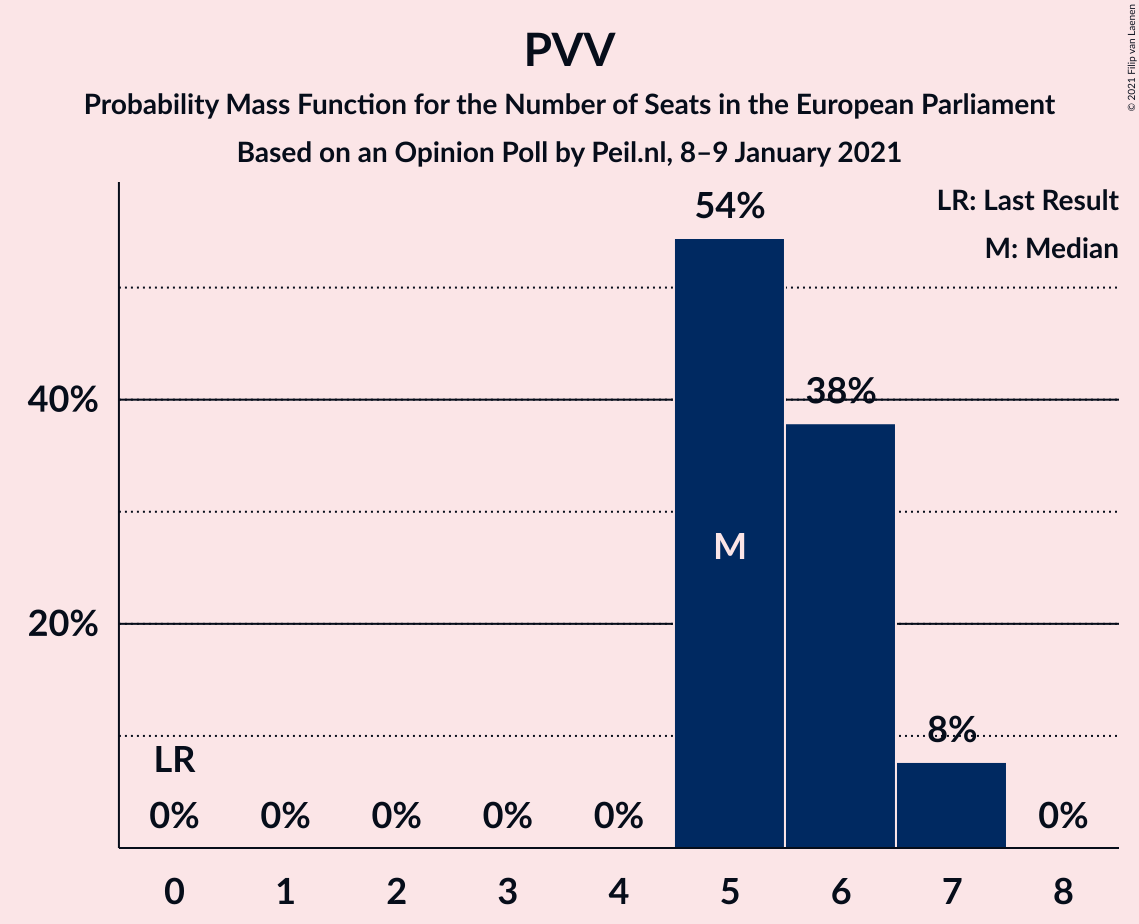 PVV
Probability Mass Function for the Number of Seats in the European Parliament
Based on an Opinion Poll by Peil.nl, 8–9 January 2021
© 2021 Filip van Laenen
LR: Last Result
M: Median
54%
38%
8%
40%
20%
M
LR
0% 0% 0% 0% 0% 0%
0 1 2 3 4 5 6 7 8